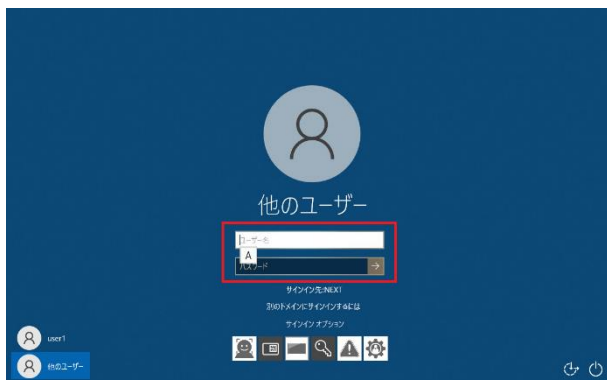 他のユーザー
ユーザー名
A
パスワード
サインイン先:NEXT
別のドメインにサインインするには
サインイン オプション
user1
他のユーザー